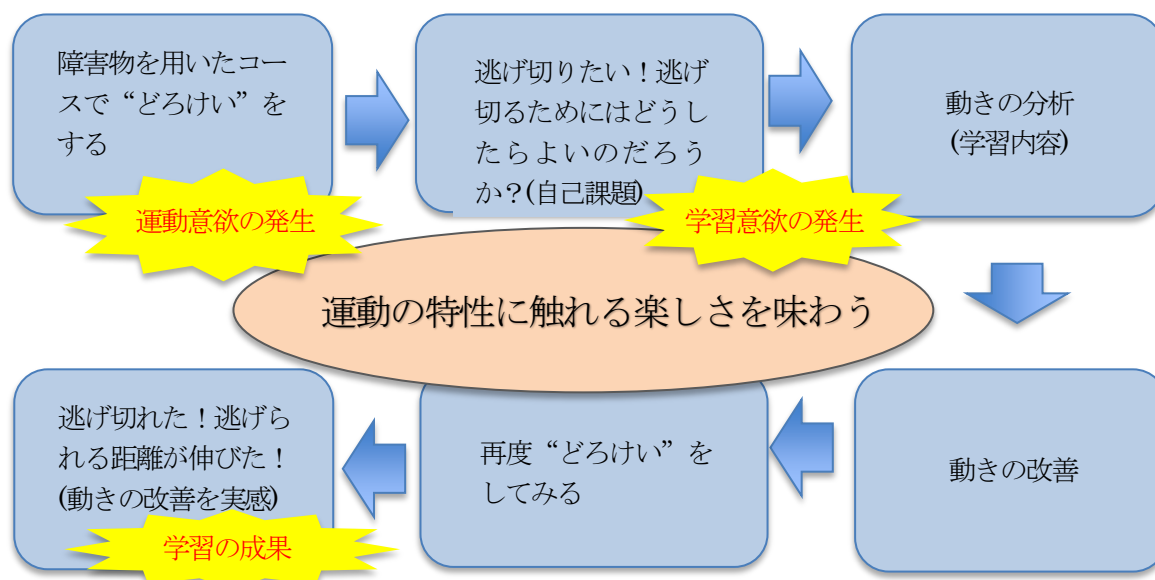 障害物を用いたコー
スで“どろけい”を
する
運動意欲の発生
逃げ切りたい！逃げ
切るためにはどうし
たらよいのだろう
か？(自己課題)
学習意欲の発生
動きの分析
(学習内容)
運動の特性に触れる楽しさを味わう
動きの改善
再度“どろけい”を
してみる
逃げ切れた！逃げら
れる距離が伸びた！
(動きの改善を実感)
学習の成果